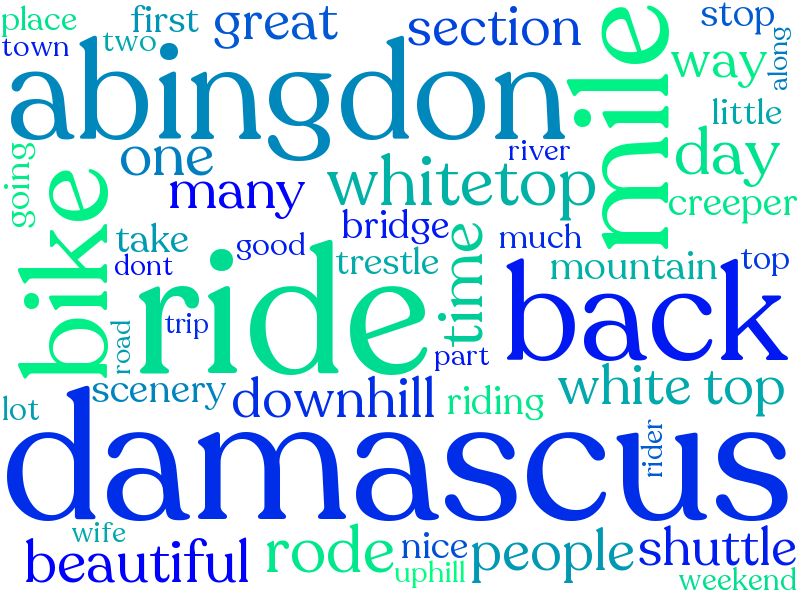 place
first
great
section
stop
town
two
abingdon
mile
way
along
little
one
river
day
going
many
whitetop
creeper
bike
take
bridge
much
good
time
dont
trestle
mountain
top
ride
back
road
trip
part
lot
scenery
downhill
riding
white top
damascus
rider
wife
beautiful
rode
nice
people
shuttle
uphill
weekend